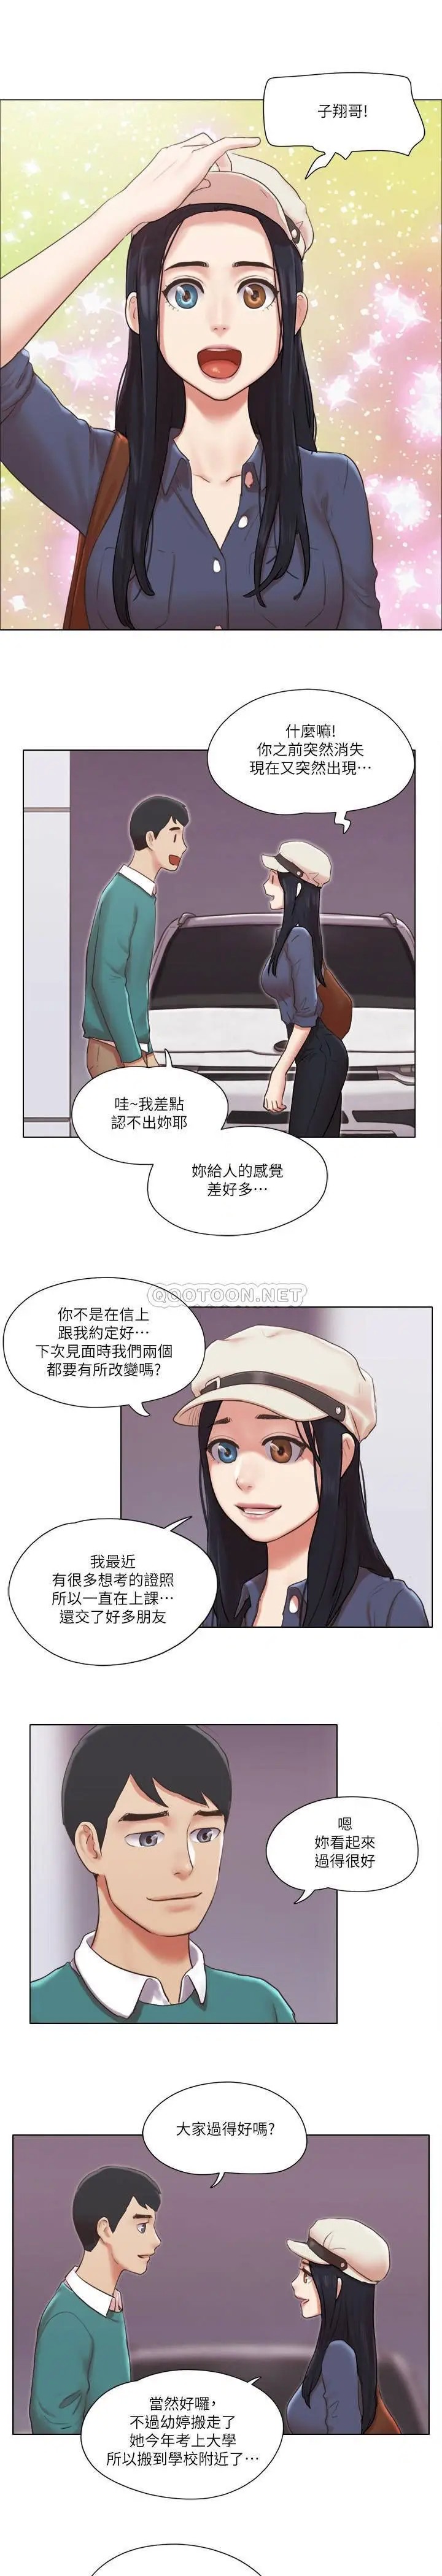 子翔哥!
什麼嘛!
你之前突然消失
現在又突然出現…
哇~我差點
認不出妳耶
妳給人的感覺
差好多…
QOOTOON.NET
你不是在信上
跟我約定好…
下次見面時我們兩個
都要有所改變嗎?
我最近
有很多想考的證照
所以一直在上課…
還交了好多朋友
嗯
妳看起來
過得很好
大家過得好嗎?
當然好囉,
不過幼婷搬走了
她今年考上大學
所以搬到學校附近了…